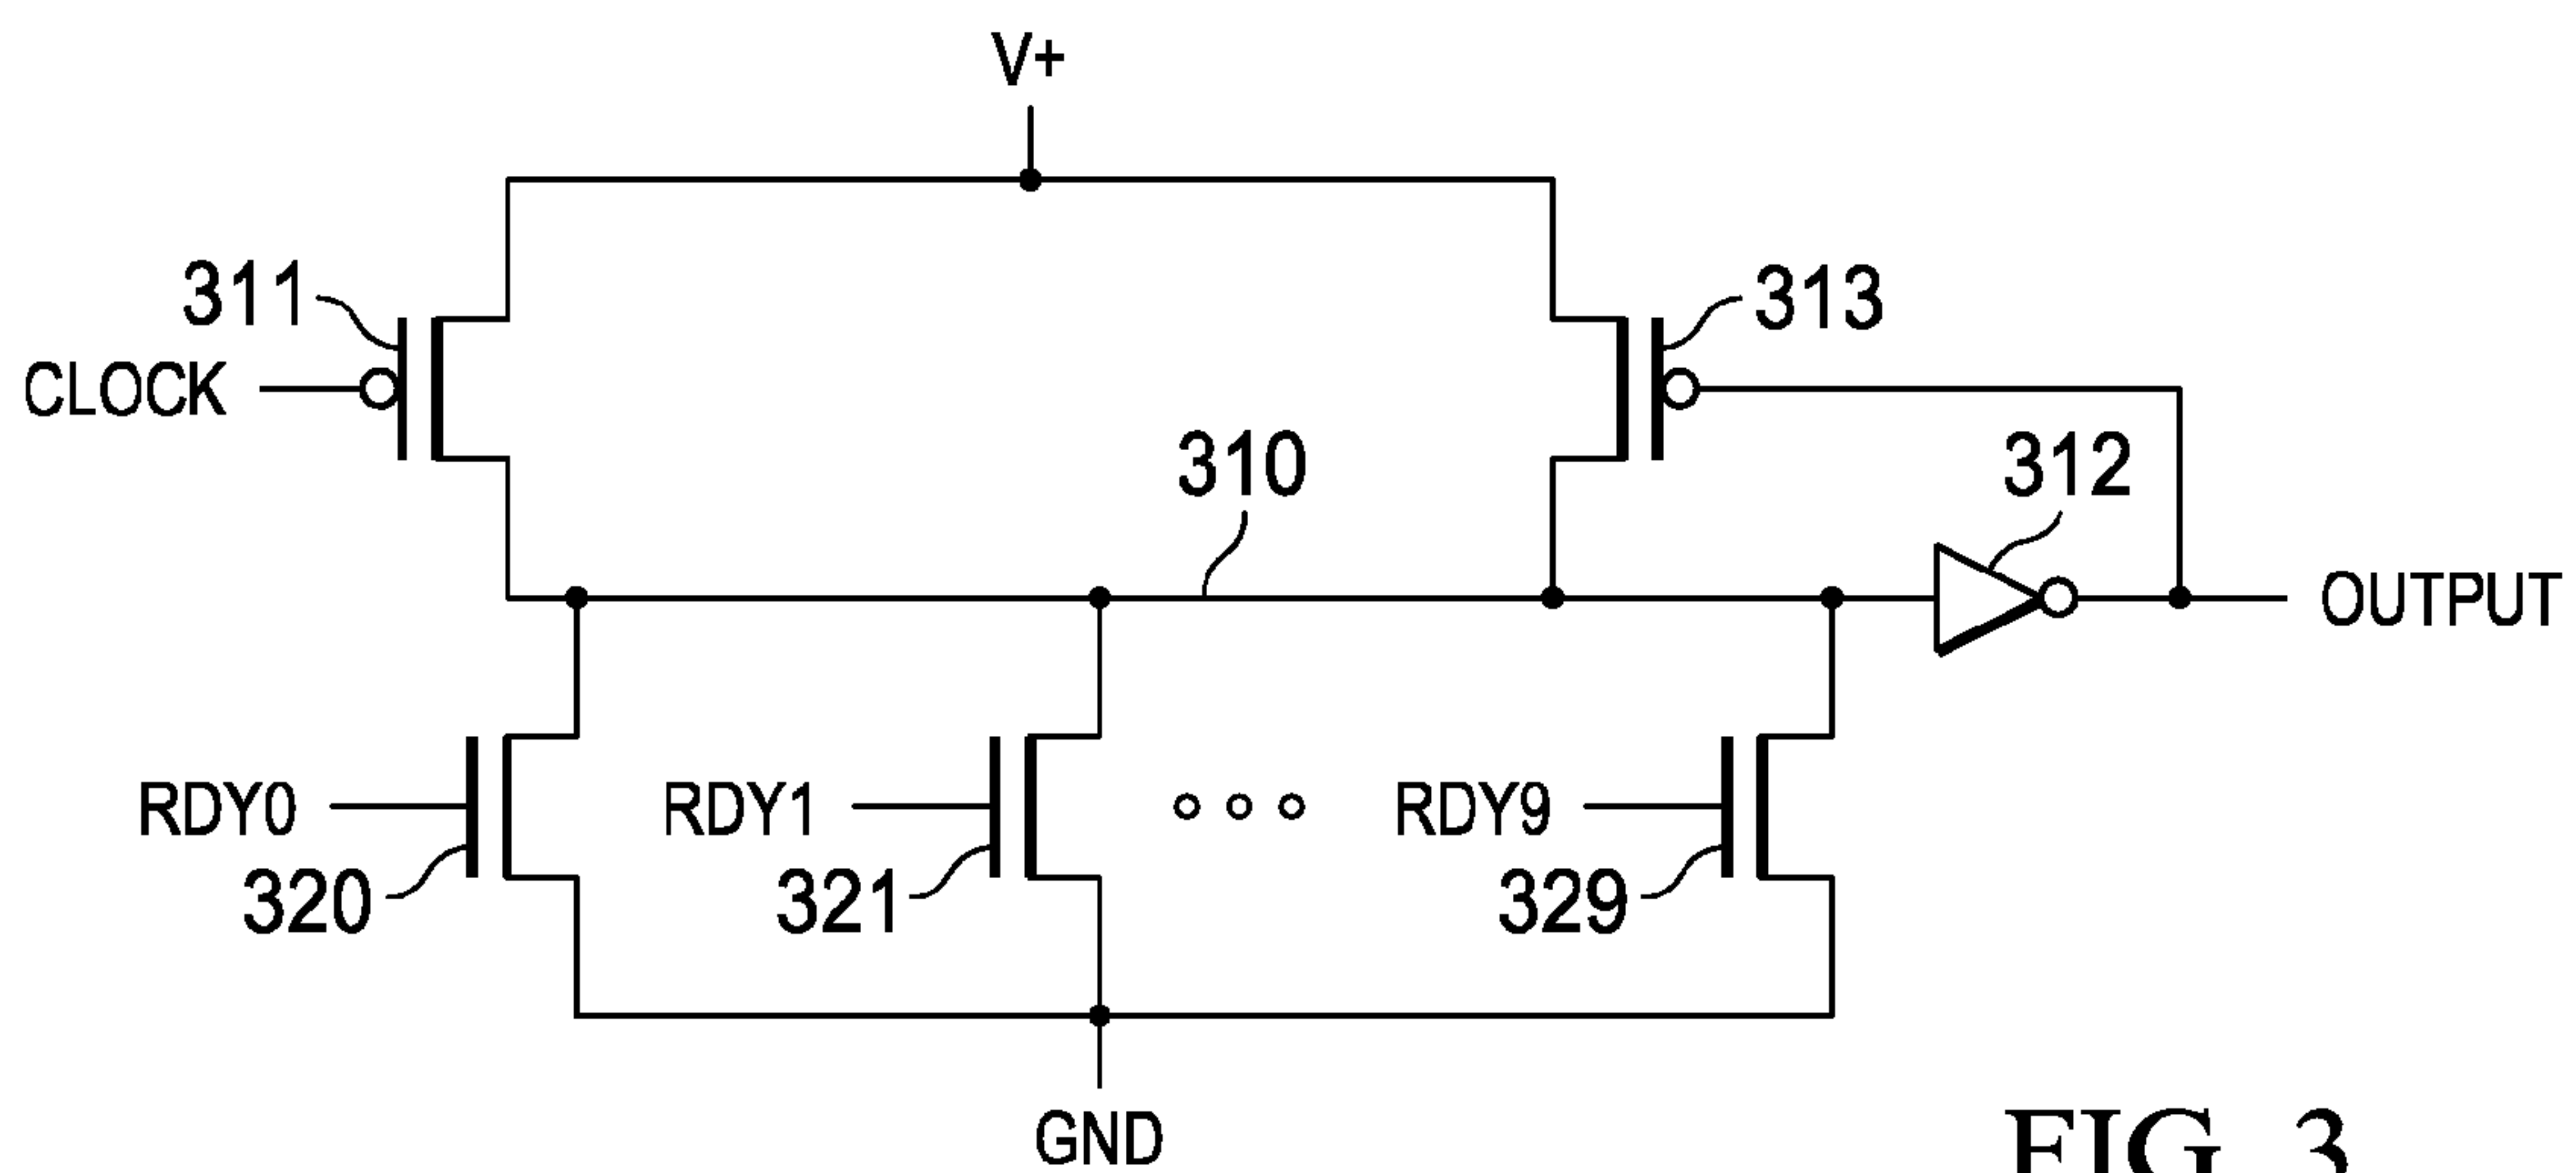 V+
311
313
CLOCK
310
312
OUTPUT
RDY0
RDY1
RDY9
320
321
329
GND
FIG. 3